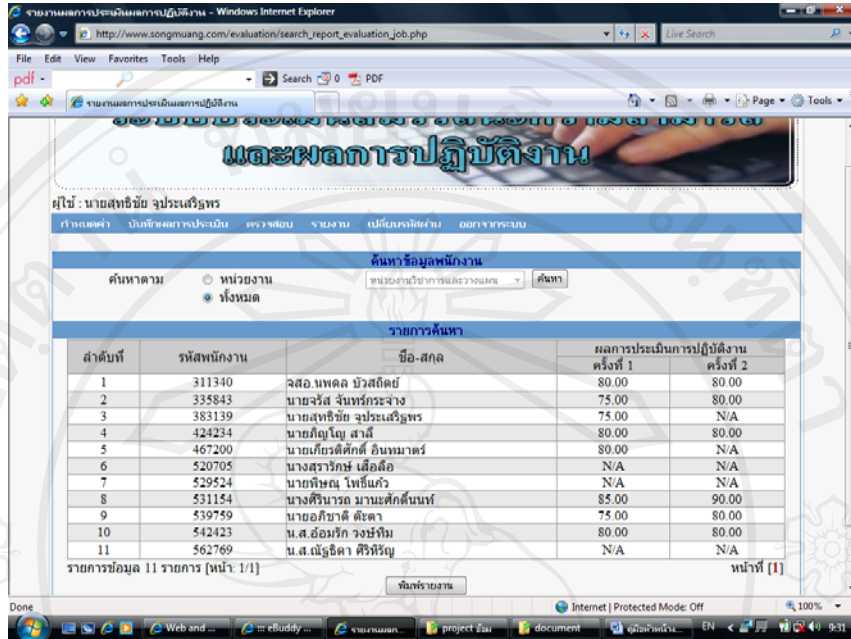 รายงานผลการประเมินผลการปฏิบัติงาน - Windows Internet Explorer
http://www.songmuang.com/evaluation/search_report_evaluation_job.php
Live Search
File Edit View Favorites Tools Help
pdf - Search 0 PDF
รายงานผลการประเมินผลการปฏิบัติงาน Page Tools
และผลการปฏิบัติงาน
ผู้ใช้ : นายสุทธิชัย จุประเสริฐพร
กำหนดค่า บันทึกผลการประเมิน ตรวจสอบ รายงาน เปลี่ยนรหัสผ่าน ออกจากระบบ
ค้นหาข้อมูลพนักงาน
ค้นหาตาม หน่วยงาน หน่วยงานวิชาการและวางแผน ค้นหา
ทั้งหมด
รายการค้นหา
ลำดับที่ รหัสพนักงาน ชื่อ-สกุล ผลการประเมินการปฏิบัติงาน
ครั้งที่ 1 ครั้งที่ 2
1 311340 จสอ.นพดล บัวสถิตย์ 80.00 80.00
2 335843 นายจรัส จันทร์กระจ่าง 75.00 80.00
3 383139 นายสุทธิชัย จุประเสริฐพร 75.00 N/A
4 424234 นายภิญโญ สาลี 80.00 80.00
5 467200 นายเกียรติศักดิ์ อินทมาตร์ 80.00 N/A
6 520705 นางสุรารักษ์ เสือลือ N/A N/A
7 529524 นายพิษณุ โพธิ์แก้ว N/A N/A
8 531154 นางศิรินารถ มานะศักดิ์นนท์ 85.00 90.00
9 539759 นายอภิชาติ ต๊ะตา 75.00 80.00
10 542423 น.ส.อ้อมรัก วงษ์ทิม 80.00 80.00
11 562769 น.ส.ณัฐธิดา ศิริหิรัญ N/A N/A
รายการข้อมูล 11 รายการ [หน้า: 1/1] หน้าที่ [1]
พิมพ์รายงาน
Done Internet | Protected Mode: Off 100%
Web and ... eBuddy ... รายงานผล... project ย้อม document คู่มือหัวหน้า... EN 9:31